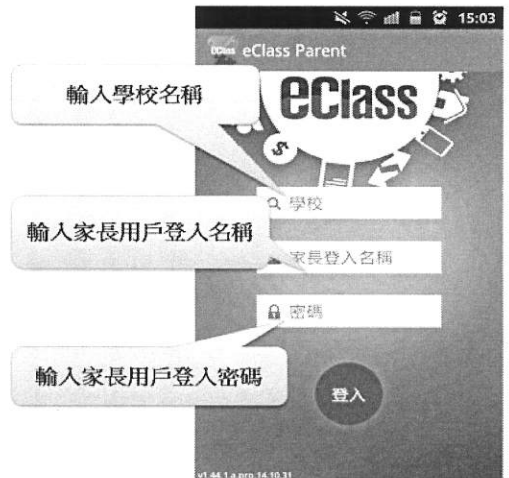 15:03
eClass Parent
eClass
輸入學校名稱
學校
輸入家長用戶登入名稱
家長登入名稱
密碼
輸入家長用戶登入密碼
登入
v1.44.1.a.pro.14.10.31